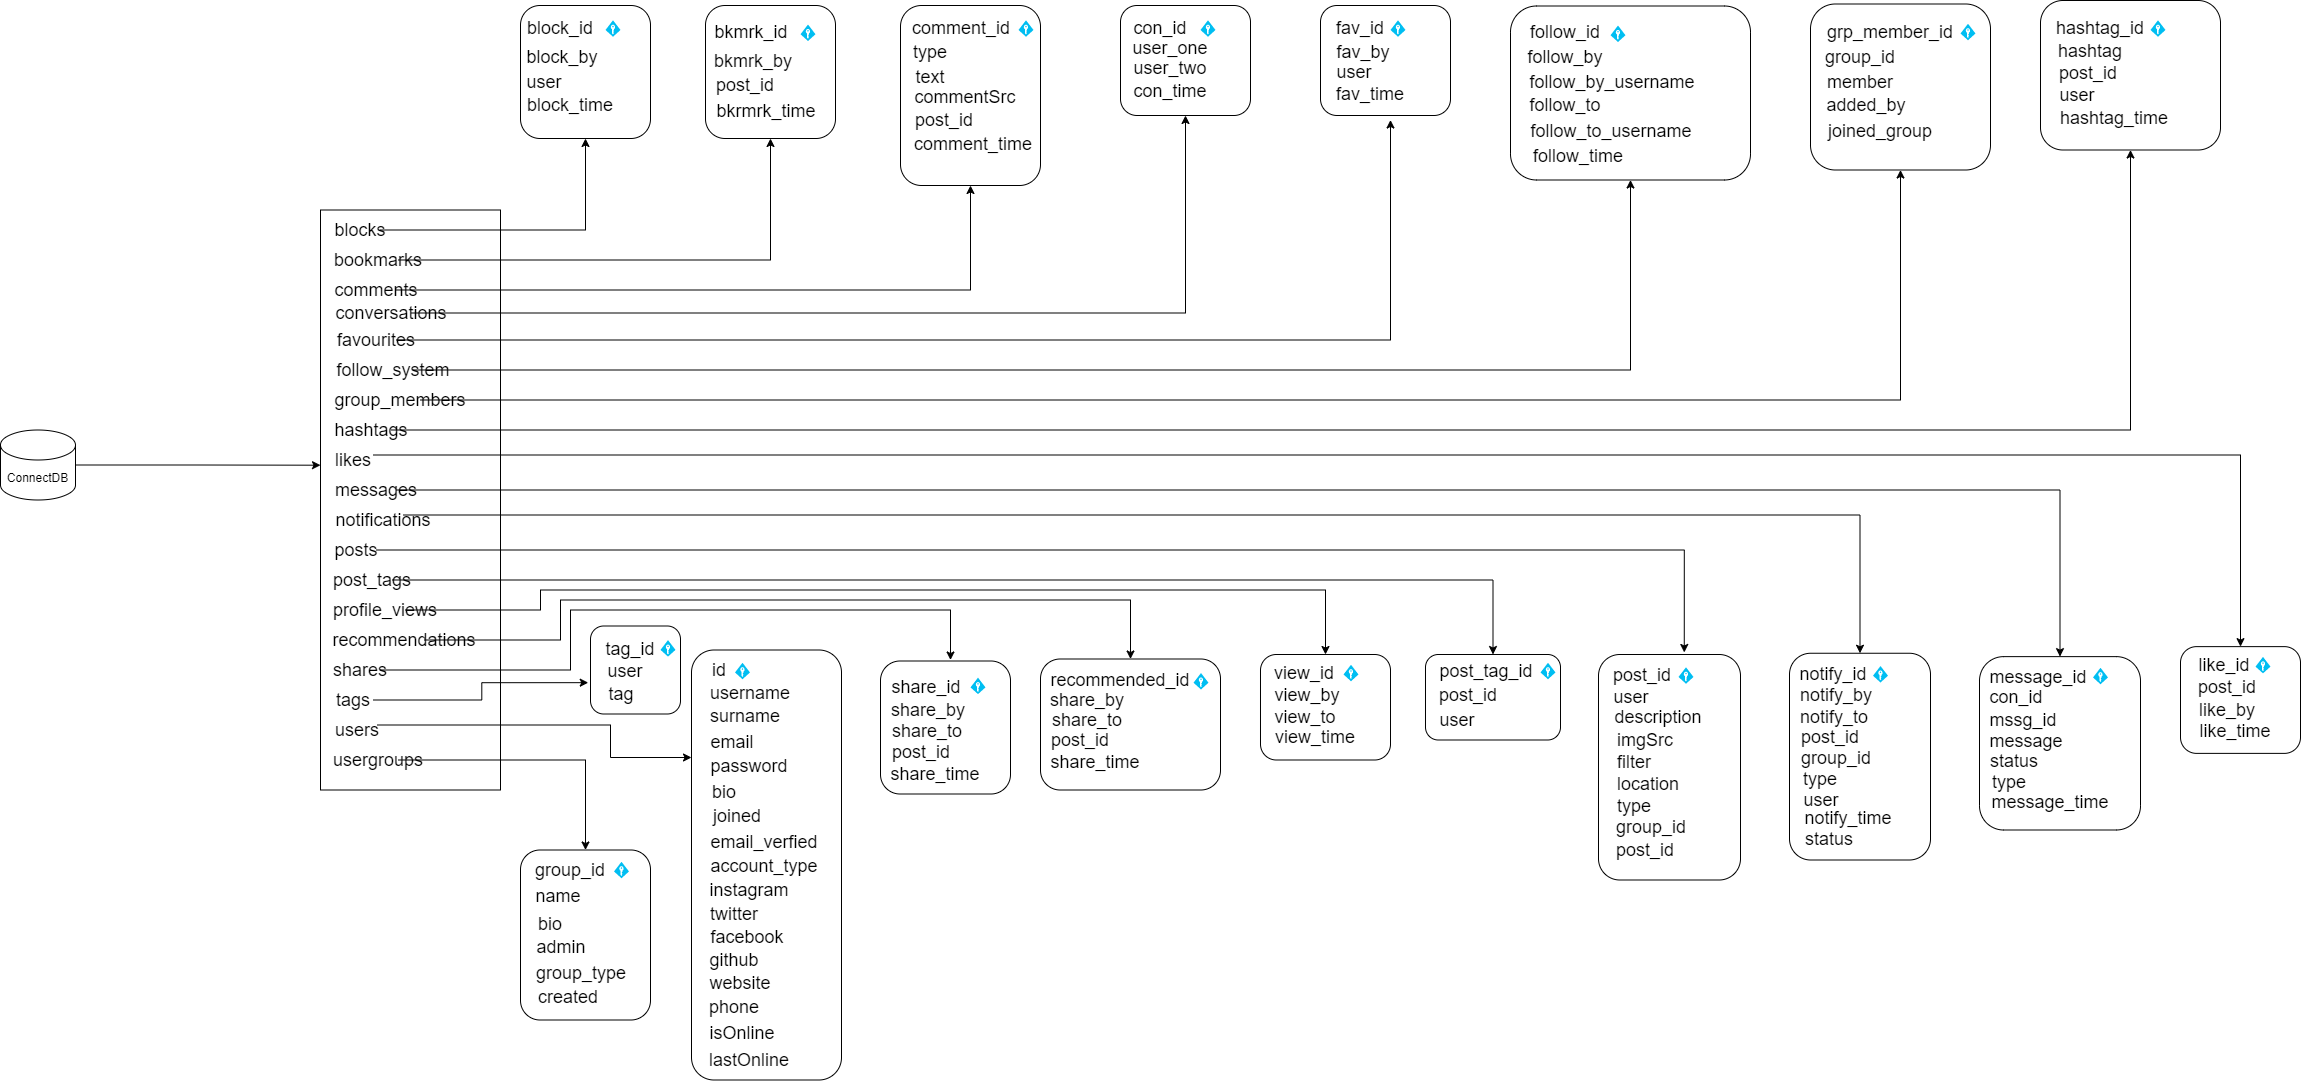 block_id
block_by
user
block_time
bkmrk_id
bkmrk_by
post_id
bkrmrk_time
comment_id
type
text
commentSrc
post_id
comment_time
con_id
user_one
user_two
con_time
fav_id
fav_by
user
fav_time
follow_id
follow_by
follow_by_username
follow_to
follow_to_username
follow_time
grp_member_id
group_id
member
added_by
joined_group
hashtag_id
hashtag
post_id
user
hashtag_time
ConnectDB
blocks
bookmarks
comments
conversations
favourites
follow_system
group_members
hashtags
likes
messages
notifications
posts
post_tags
profile_views
recommendations
shares
tags
users
usergroups
tag_id
user
tag
group_id
name
bio
admin
group_type
created
id
username
surname
email
password
bio
joined
email_verfied
account_type
instagram
twitter
facebook
github
website
phone
isOnline
lastOnline
share_id
share_by
share_to
post_id
share_time
recommended_id
share_by
share_to
post_id
share_time
view_id
view_by
view_to
view_time
post_tag_id
post_id
user
post_id
user
description
imgSrc
filter
location
type
group_id
post_id
notify_id
notify_by
notify_to
post_id
group_id
type
user
notify_time
status
message_id
con_id
mssg_id
message
status
type
message_time
like_id
post_id
like_by
like_time